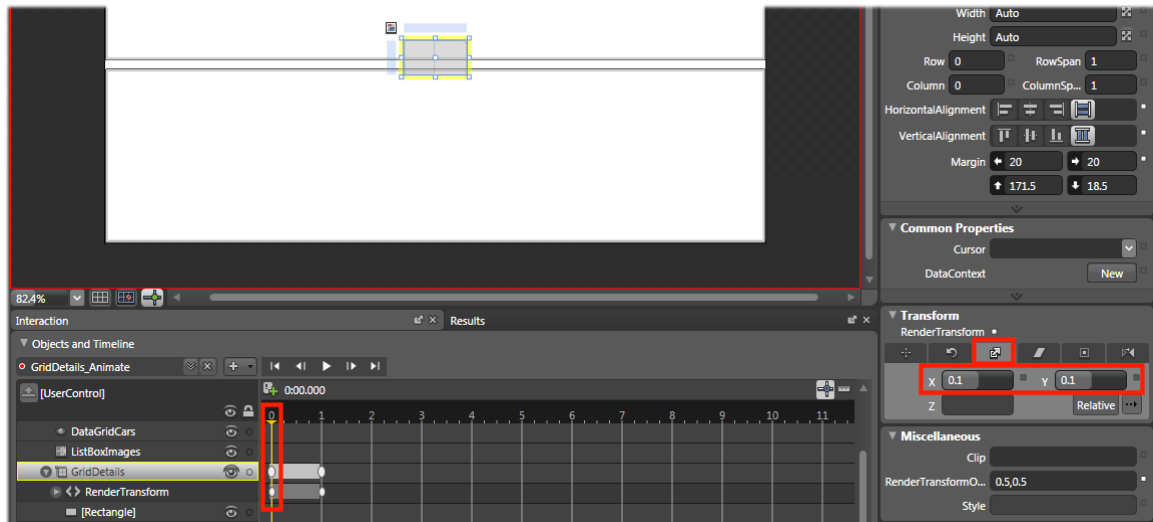 Width Auto
Height Auto
Row 0 RowSpan 1
Column 0 ColumnSp... 1
HorizontalAlignment
VerticalAlignment
Margin 20 20
171.5 18.5
Common Properties
Cursor
DataContext New
82.4%
Interaction Results
Transform
RenderTransform
Objects and Timeline
GridDetails_Animate
X 0.1 Y 0.1
[UserControl] 0:00.000
Z Relative
0 1 2 3 4 5 6 7 8 9 10 11
DataGridCars
ListBoxImages
Miscellaneous
GridDetails
Clip
RenderTransform
RenderTransformO... 0.5,0.5
[Rectangle]
Style